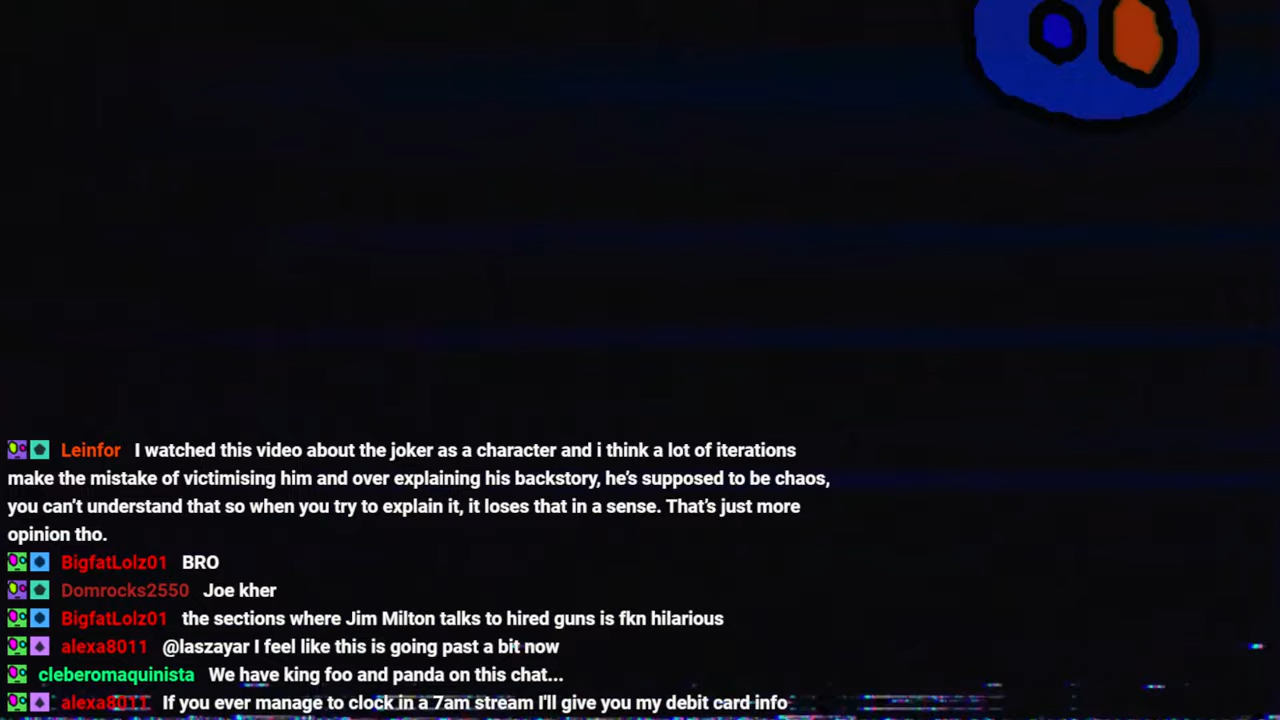 Leinfor I watched this video about the joker as a character and i think a lot of iterations
make the mistake of victimising him and over explaining his backstory, he's supposed to be chaos,
you can't understand that so when you try to explain it, it loses that in a sense. That's just more
opinion tho.
BigfatLolz01 BRO
Domrocks2550 Joe kher
BigfatLolz01 the sections where Jim Milton talks to hired guns is fkn hilarious
alexa8011 @laszayar I feel like this is going past a bit now
cleberomaquinista We have king foo and panda on this chat...
alexa8011 If you ever manage to clock in a 7am stream I'll give you my debit card info